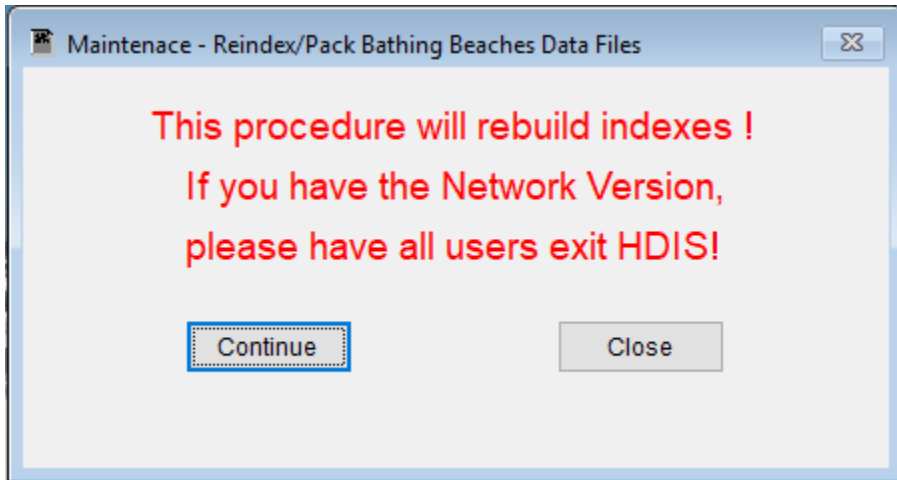 Maintenace - Reindex/Pack Bathing Beaches Data Files
This procedure will rebuild indexes !
If you have the Network Version,
please have all users exit HDIS!
Continue
Close